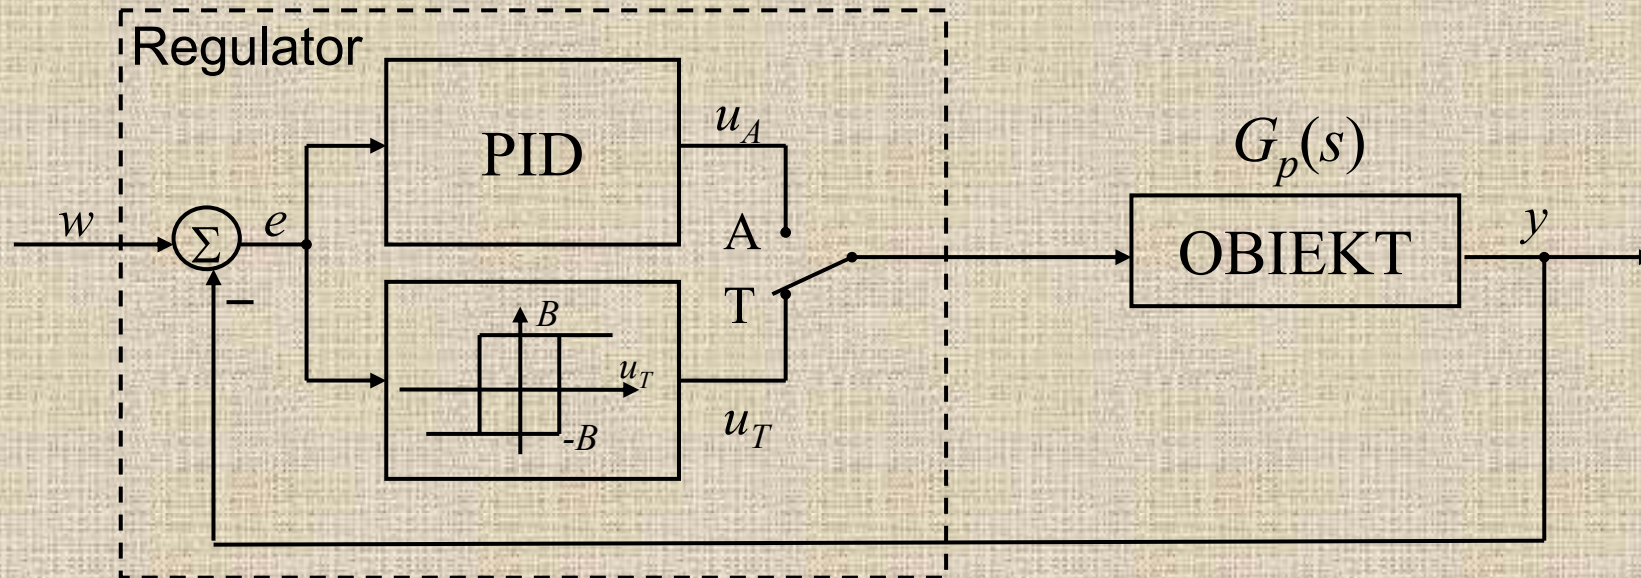 Regulator
PID
u_A
G_p(s)
w
Σ
e
A
OBIEKT
y
−
T
B
u_T
-B
u_T